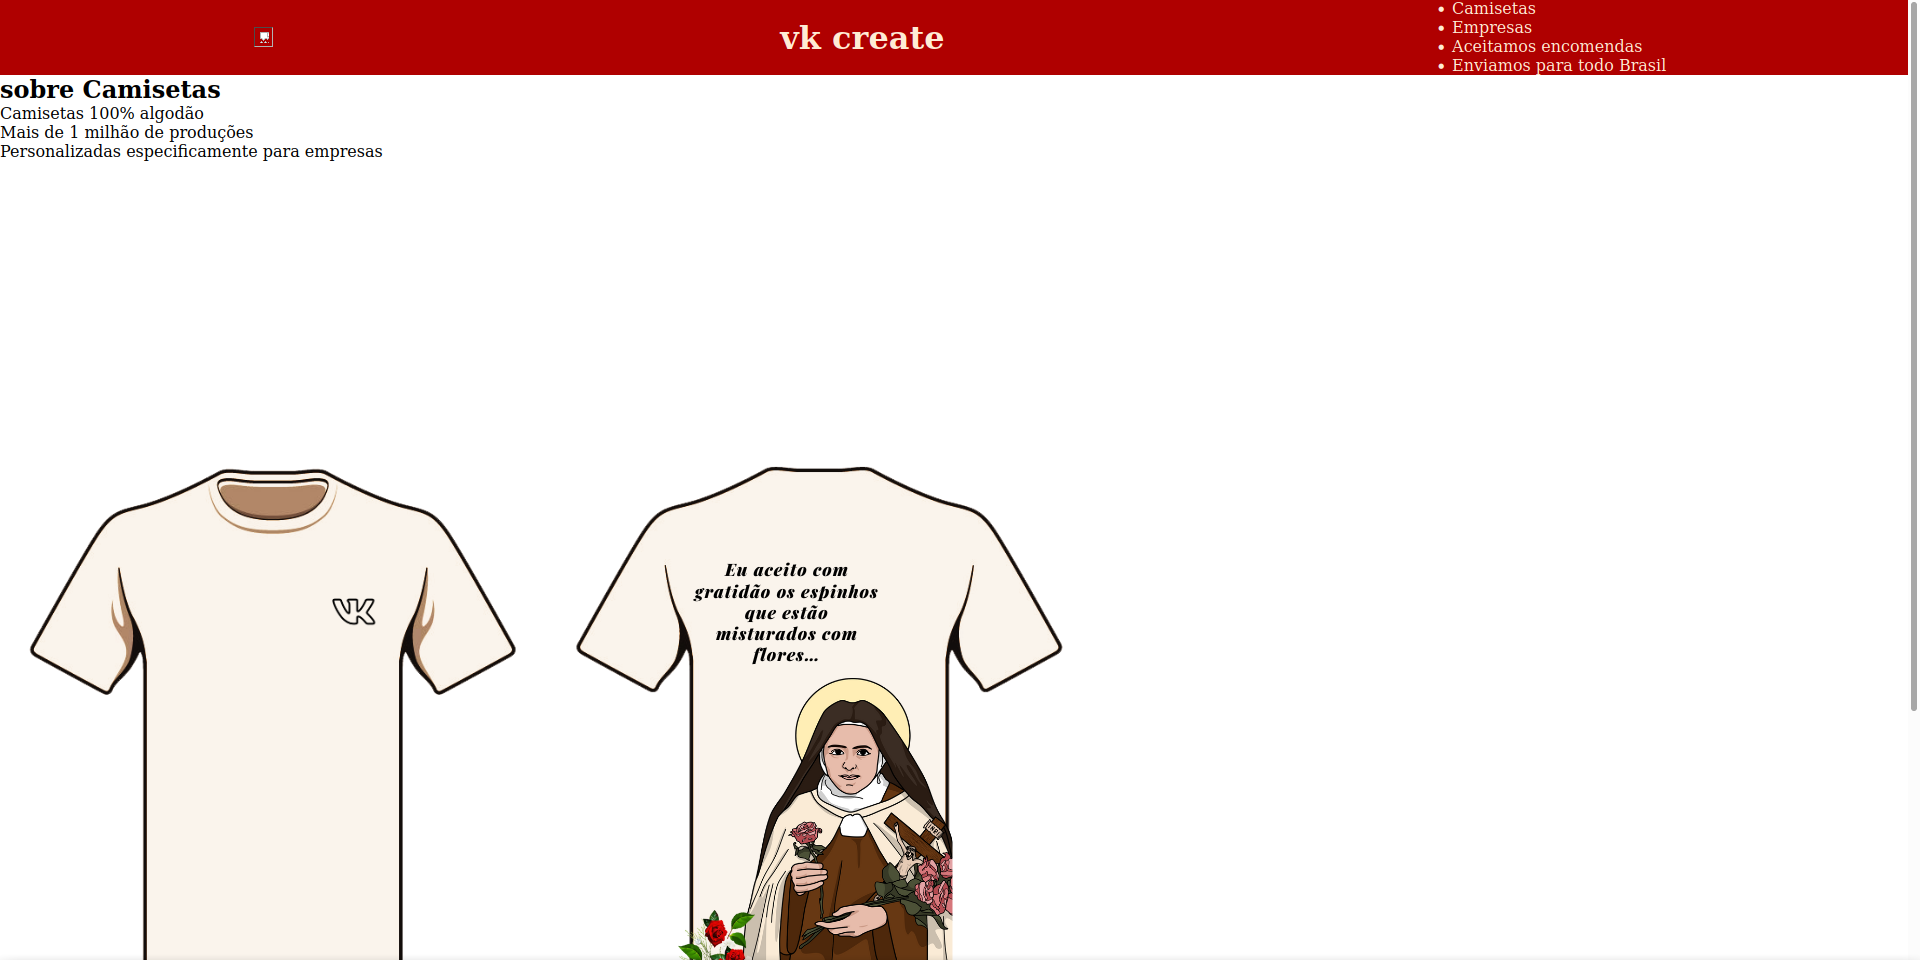 vk create
Camisetas
Empresas
Aceitamos encomendas
Enviamos para todo Brasil
sobre Camisetas
Camisetas 100% algodão
Mais de 1 milhão de produções
Personalizadas especificamente para empresas
VK
Eu aceito com
gratidão os espinhos
que estão
misturados com
flores...
INRI